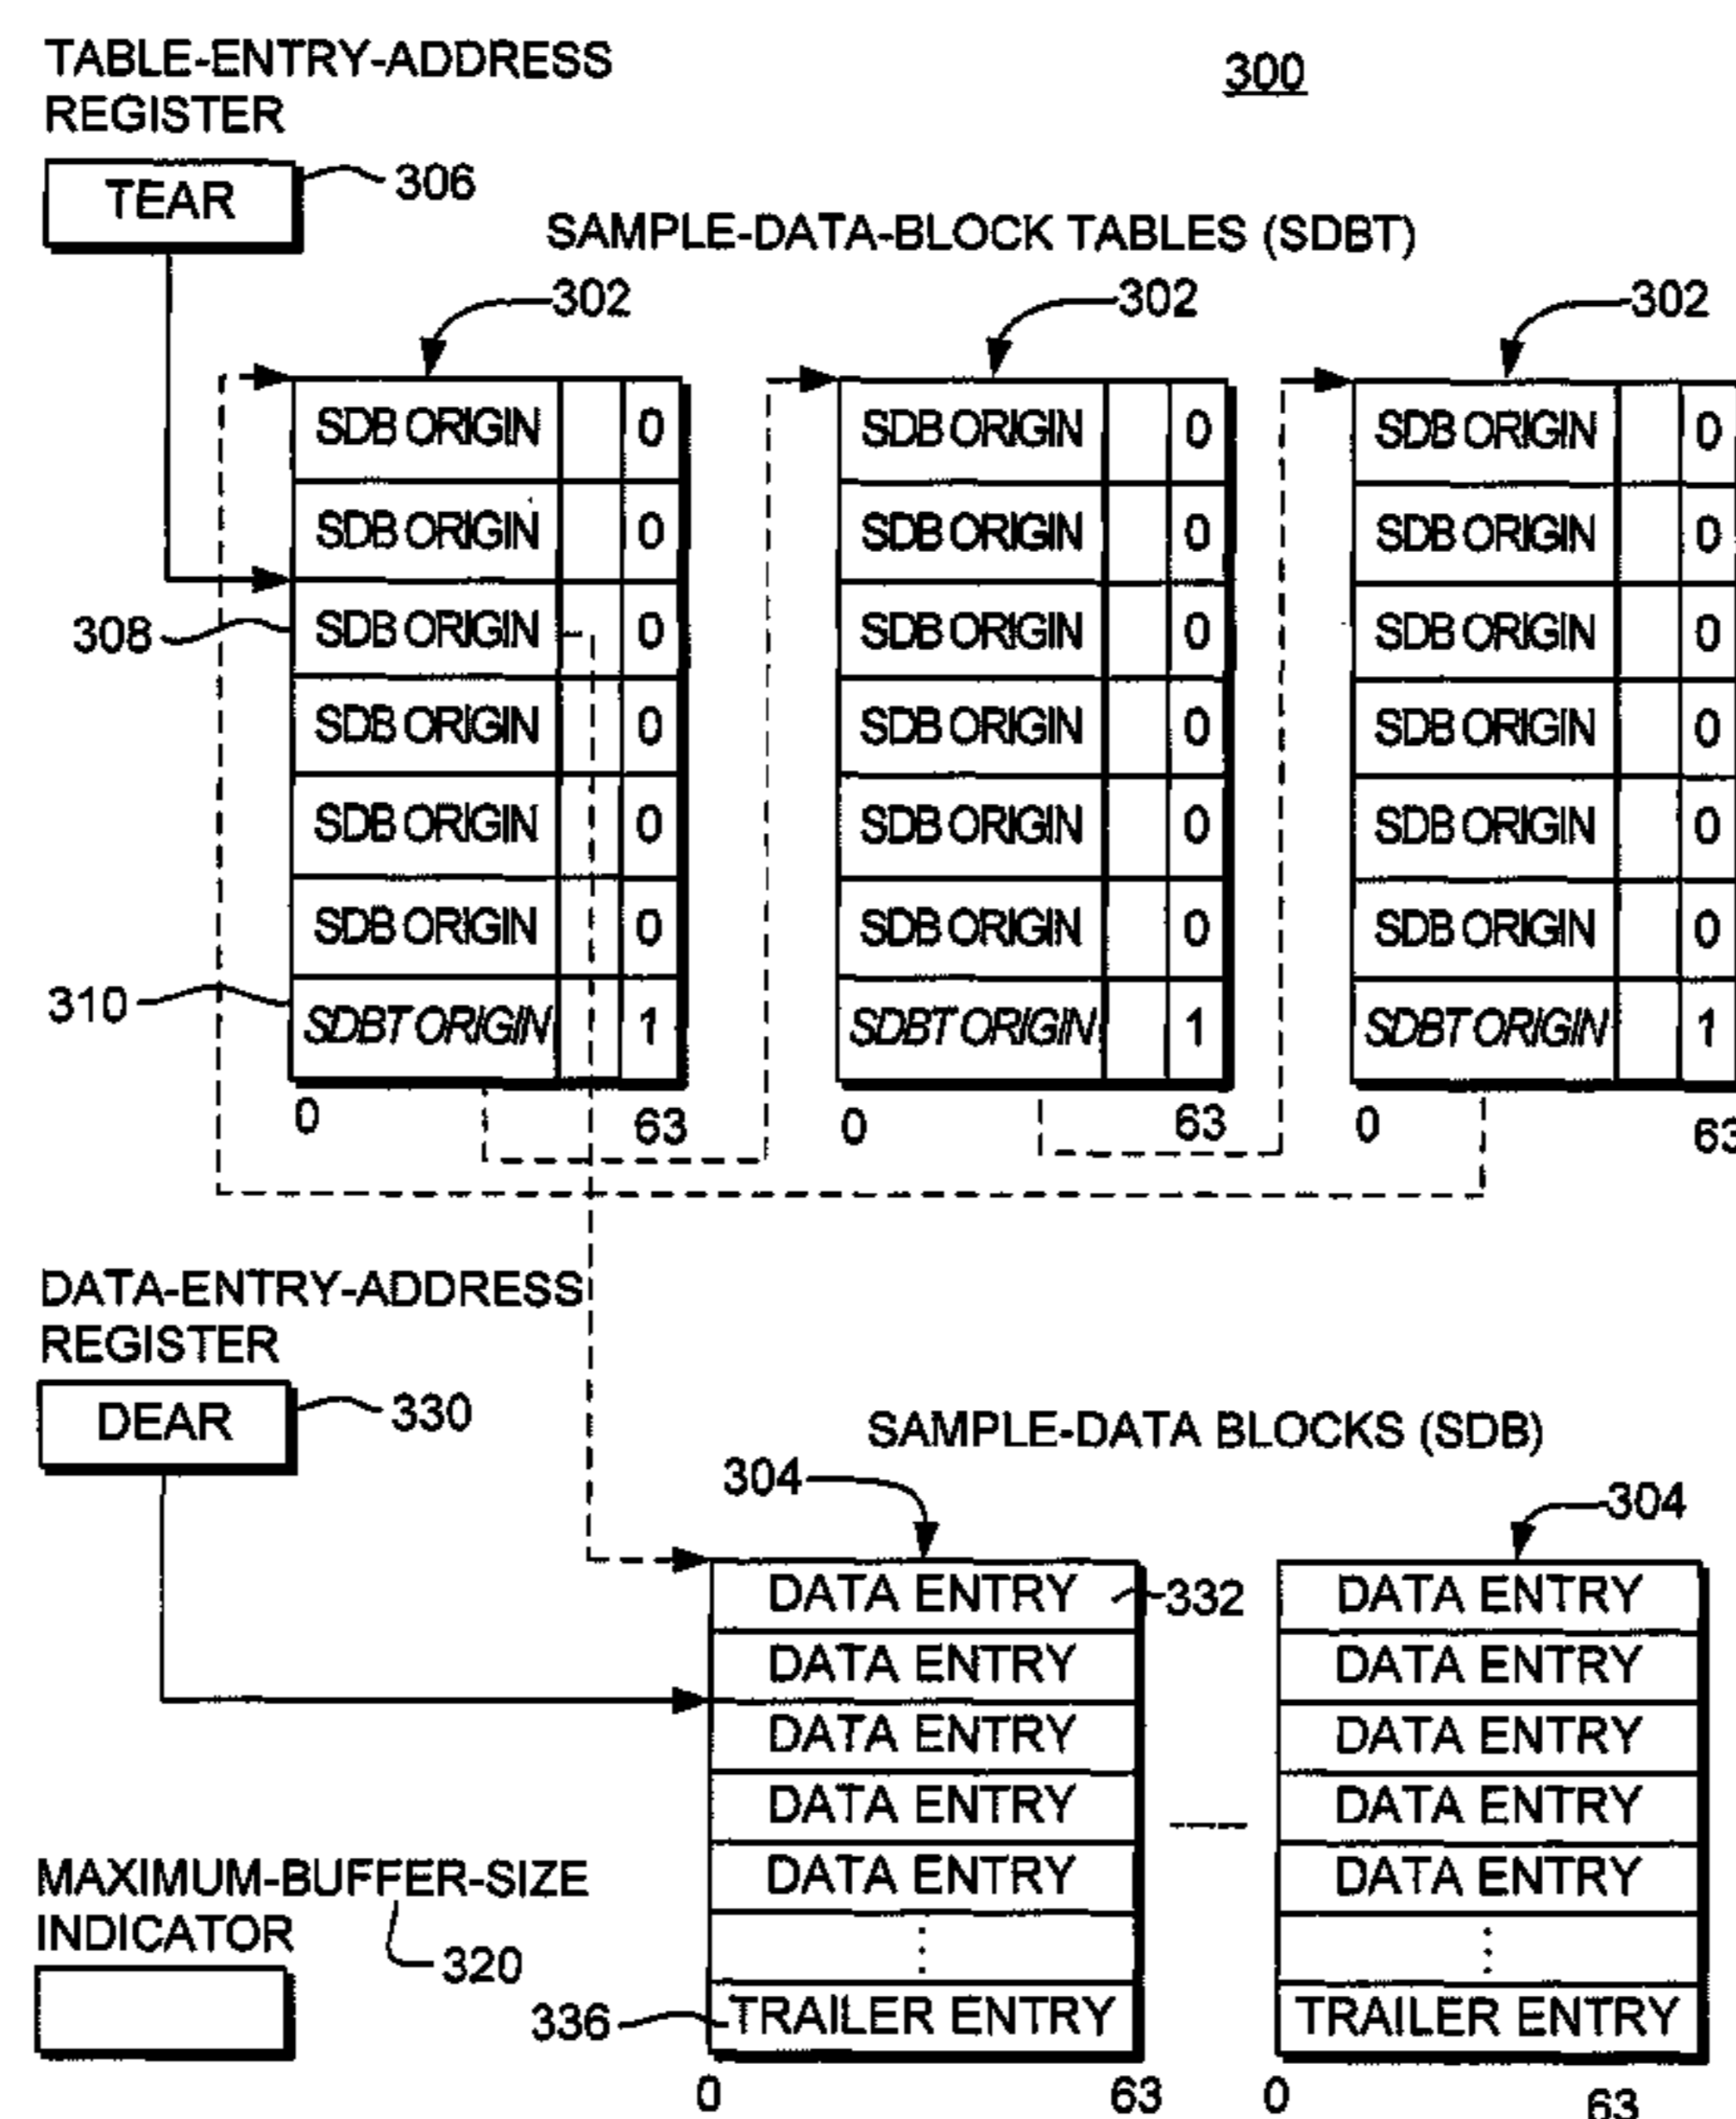 TABLE-ENTRY-ADDRESS
REGISTER
300
TEAR
306
SAMPLE-DATA-BLOCK TABLES (SDBT)
302 302 302
SDB ORIGIN 0 SDB ORIGIN 0 SDB ORIGIN 0
SDB ORIGIN 0 SDB ORIGIN 0 SDB ORIGIN 0
308 SDB ORIGIN 0 SDB ORIGIN 0 SDB ORIGIN 0
SDB ORIGIN 0 SDB ORIGIN 0 SDB ORIGIN 0
SDB ORIGIN 0 SDB ORIGIN 0 SDB ORIGIN 0
SDB ORIGIN 0 SDB ORIGIN 0 SDB ORIGIN 0
310 SDBT ORIGIN 1 SDBT ORIGIN 1 SDBT ORIGIN 1
0 63 0 63 0 63
DATA-ENTRY-ADDRESS
REGISTER
DEAR
330
SAMPLE-DATA BLOCKS (SDB)
304 304
DATA ENTRY 332 DATA ENTRY
DATA ENTRY DATA ENTRY
DATA ENTRY DATA ENTRY
DATA ENTRY DATA ENTRY
DATA ENTRY DATA ENTRY
MAXIMUM-BUFFER-SIZE
INDICATOR
320
336 TRAILER ENTRY TRAILER ENTRY
0 63 0 63